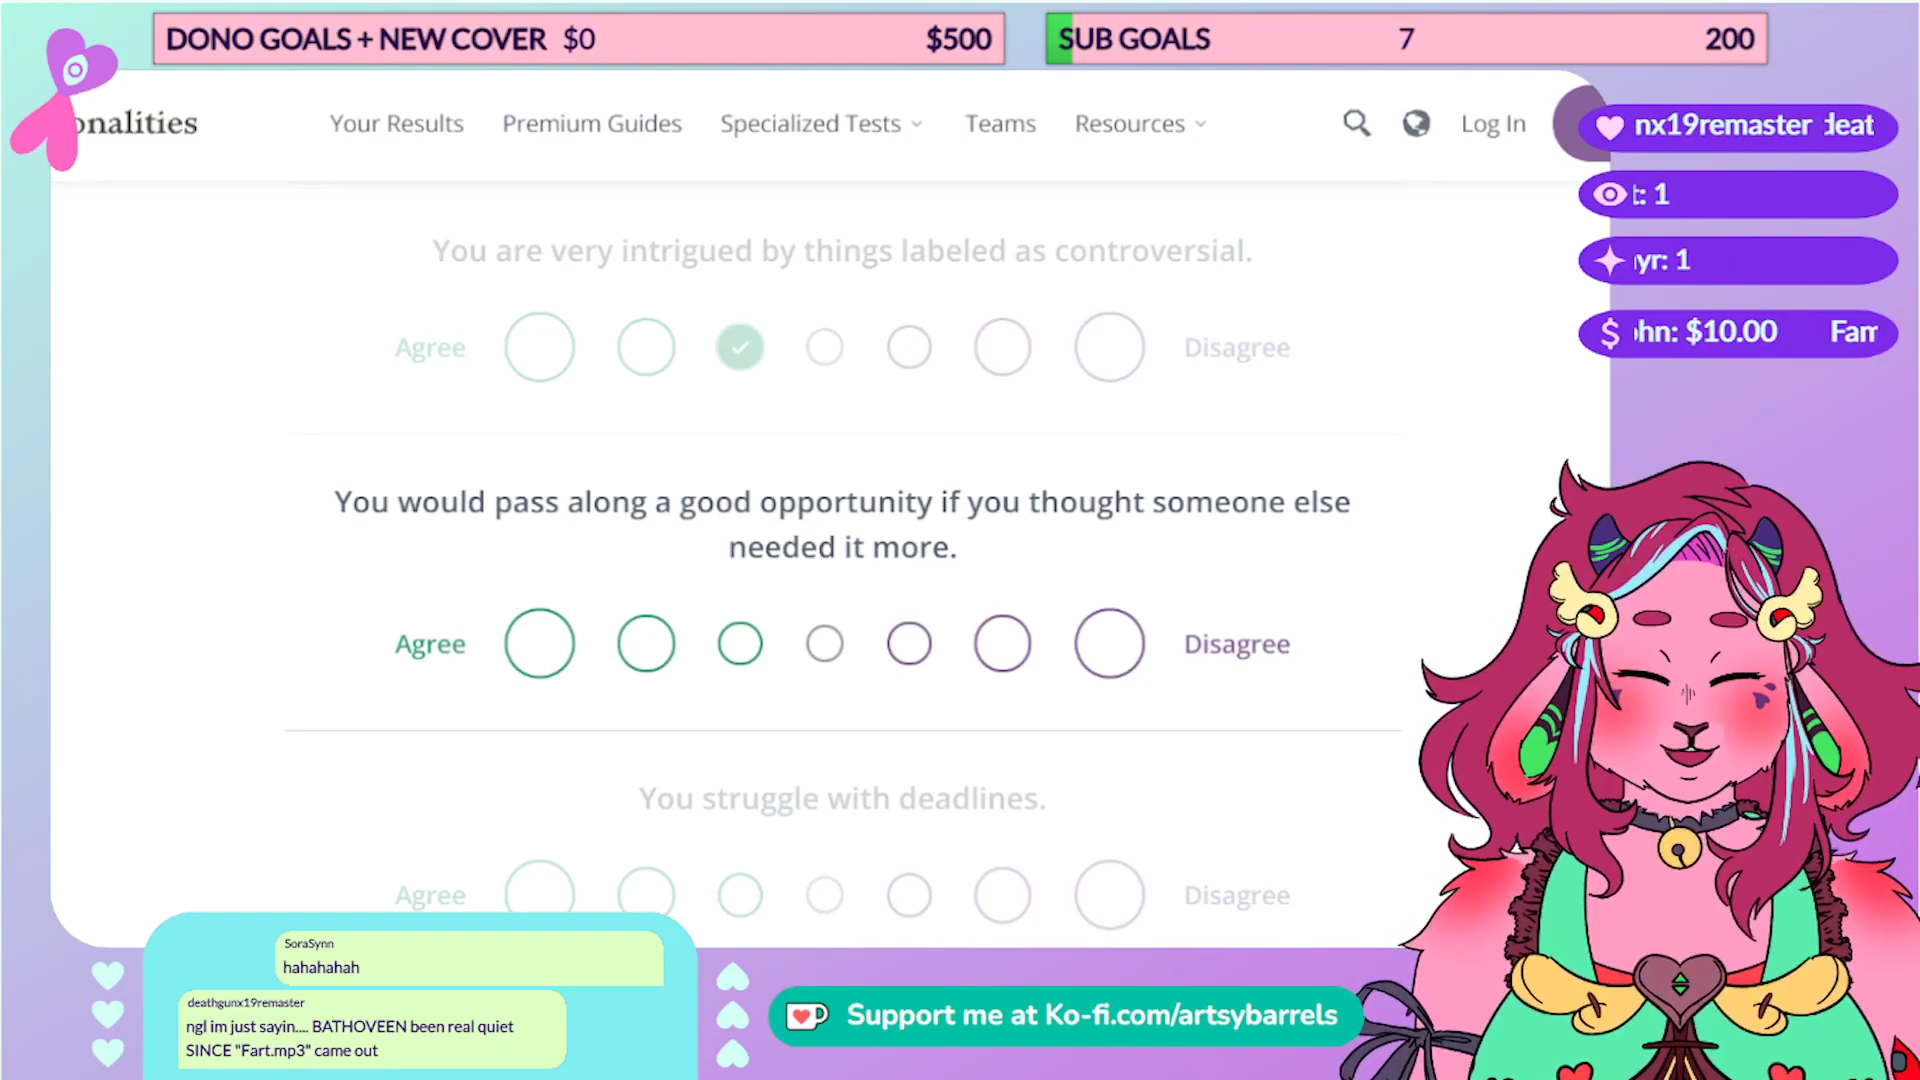 DONO GOALS + NEW COVER $0 $500
SUB GOALS 7 200
onalities
Your Results
Premium Guides
Specialized Tests
Teams
Resources
Log In
nx19remaster deat
t: 1
yr: 1
ohn: $10.00 Fam
You are very intrigued by things labeled as controversial.
Agree
Disagree
You would pass along a good opportunity if you thought someone else
needed it more.
Agree
Disagree
You struggle with deadlines.
Agree
Disagree
SoraSynn
hahahahah
deathgunx19remaster
ngl im just sayin.... BATHOVEEN been real quiet
SINCE "Fart.mp3" came out
Support me at Ko-fi.com/artsybarrels